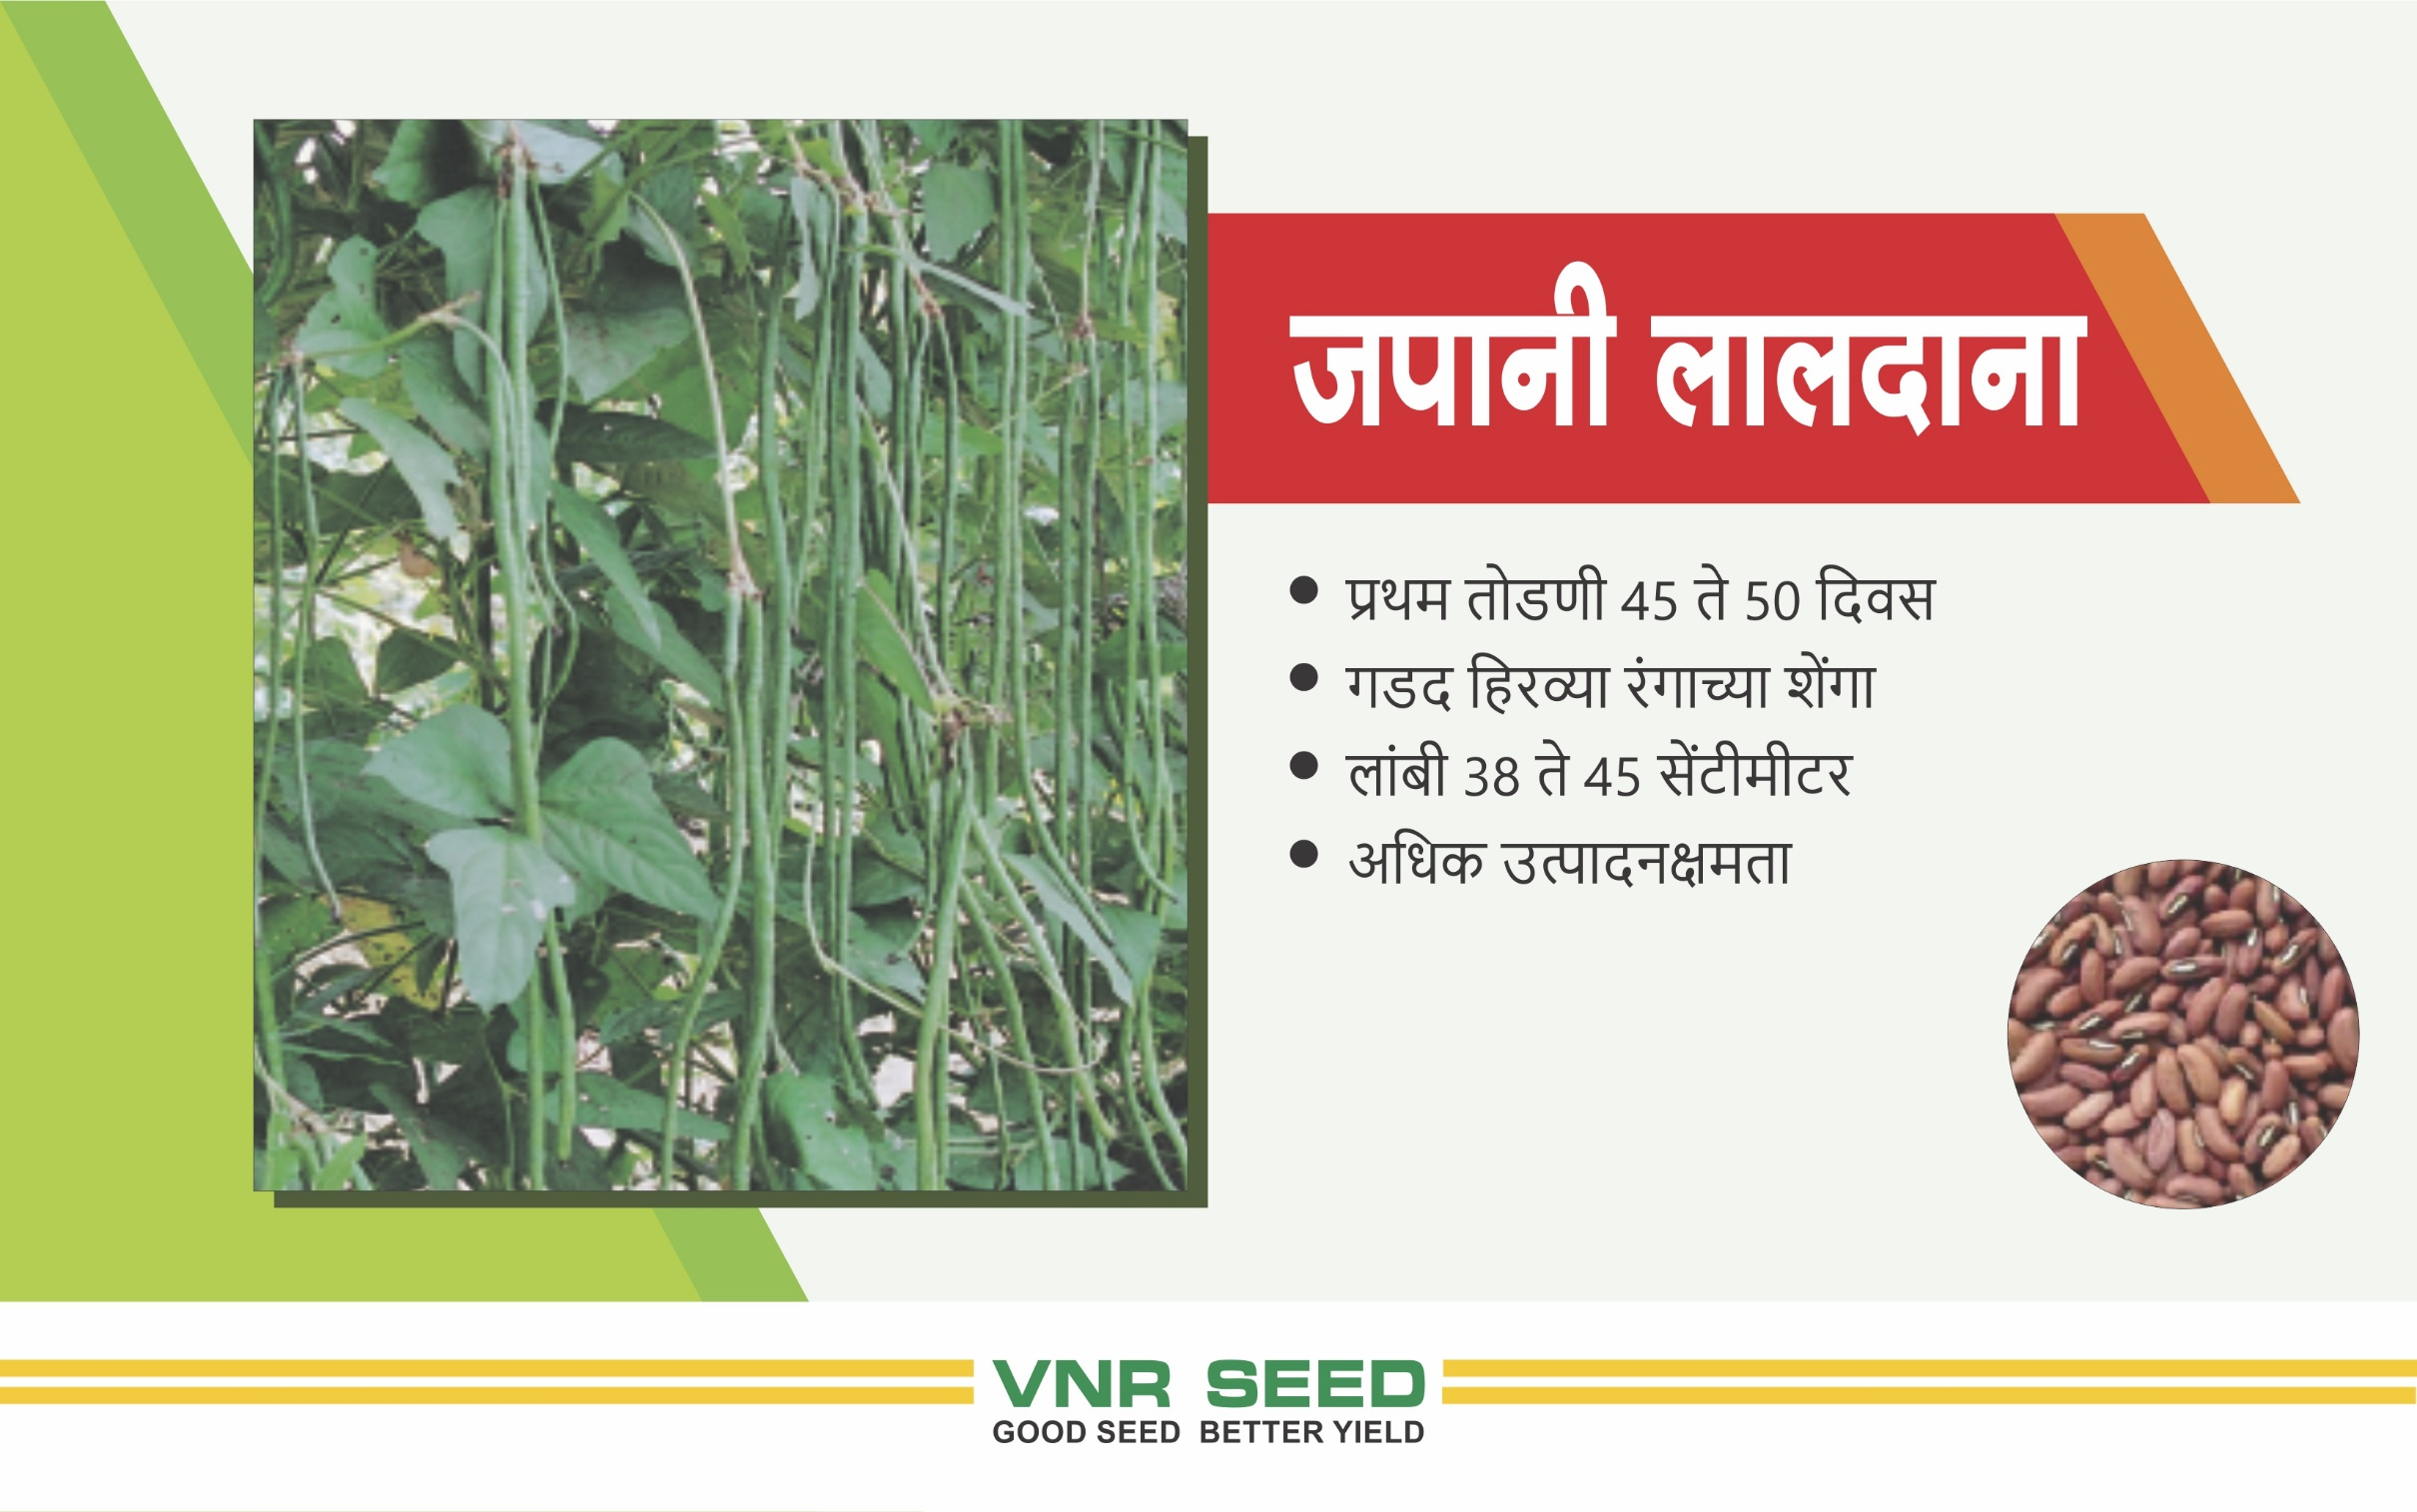 जपानी लालदाना
● प्रथम तोडणी 45 ते 50 दिवस
● गडद हिरव्या रंगाच्या शेंगा
● लांबी 38 ते 45 सेंटीमीटर
● अधिक उत्पादनक्षमता
VNR SEED
GOOD SEED BETTER YIELD